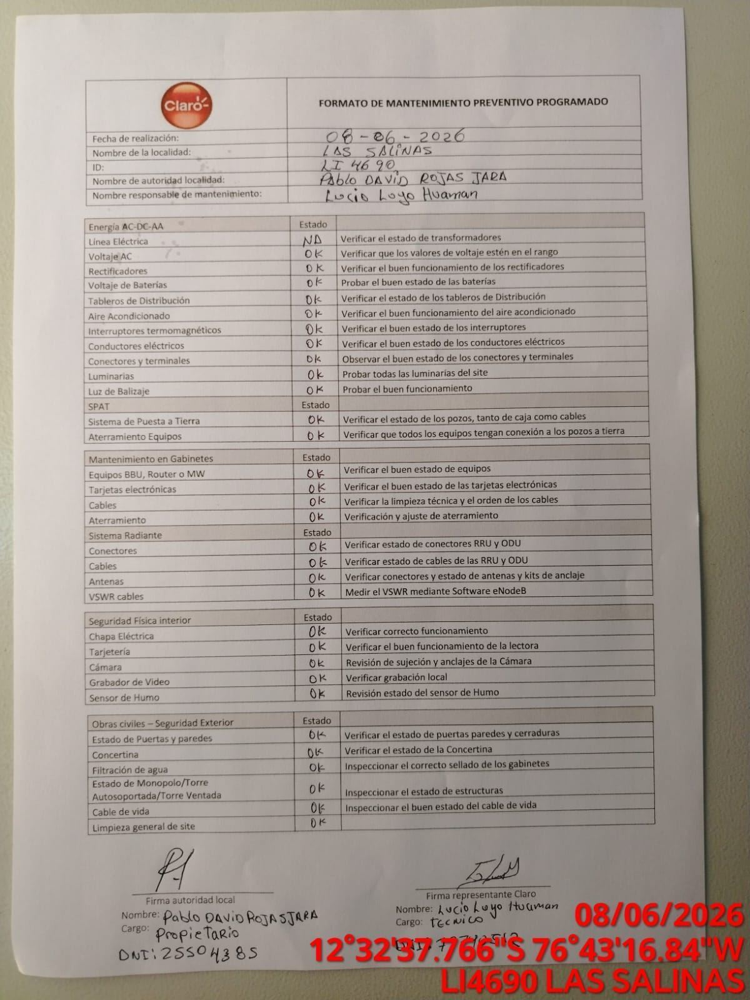 Claro
FORMATO DE MANTENIMIENTO PREVENTIVO PROGRAMADO
Fecha de realización: 08-06-2026
Nombre de la localidad: LAS SALINAS
ID: LI 4690
Nombre de autoridad localidad: Pablo DAVID ROJAS JARA
Nombre responsable de mantenimiento: Lucio Loyo Huaman
Energía AC-DC-AA Estado
Línea Eléctrica NA Verificar el estado de transformadores
Voltaje AC OK Verificar que los valores de voltaje estén en el rango
Rectificadores OK Verificar el buen funcionamiento de los rectificadores
Voltaje de Baterías OK Probar el buen estado de las baterías
Tableros de Distribución OK Verificar el estado de los tableros de Distribución
Aire Acondicionado OK Verificar el buen funcionamiento del aire acondicionado
Interruptores termomagnéticos OK Verificar el buen estado de los interruptores
Conductores eléctricos OK Verificar el buen estado de los conductores eléctricos
Conectores y terminales OK Observar el buen estado de los conectores y terminales
Luminarias OK Probar todas las luminarias del site
Luz de Balizaje OK Probar el buen funcionamiento
SPAT Estado
Sistema de Puesta a Tierra OK Verificar el estado de los pozos, tanto de caja como cables
Aterramiento Equipos OK Verificar que todos los equipos tengan conexión a los pozos a tierra
Mantenimiento en Gabinetes Estado
Equipos BBU, Router o MW OK Verificar el buen estado de equipos
Tarjetas electrónicas OK Verificar el buen estado de las tarjetas electrónicas
Cables OK Verificar la limpieza técnica y el orden de los cables
Aterramiento OK Verificación y ajuste de aterramiento
Sistema Radiante Estado
Conectores OK Verificar estado de conectores RRU y ODU
Cables OK Verificar estado de cables de las RRU y ODU
Antenas OK Verificar conectores y estado de antenas y kits de anclaje
VSWR cables OK Medir el VSWR mediante Software eNodeB
Seguridad Física interior Estado
Chapa Eléctrica OK Verificar correcto funcionamiento
Tarjetería OK Verificar el buen funcionamiento de la lectora
Cámara OK Revisión de sujeción y anclajes de la Cámara
Grabador de Video OK Verificar grabación local
Sensor de Humo OK Revisión estado del sensor de Humo
Obras civiles – Seguridad Exterior Estado
Estado de Puertas y paredes OK Verificar el estado de puertas paredes y cerraduras
Concertina OK Verificar el estado de la Concertina
Filtración de agua OK Inspeccionar el correcto sellado de los gabinetes
Estado de Monopolo/Torre
Autosoportada/Torre Ventada OK Inspeccionar el estado de estructuras
Cable de vida OK Inspeccionar el buen estado del cable de vida
Limpieza general de site OK
Firma autoridad local
Nombre: Pablo DAVID ROJAS JARA
Cargo: Propietario
DNI: 25504385
Firma representante Claro
Nombre: Lucio Loyo Huaman
Cargo: TECNICO
DNI:
08/06/2026
12°32'37.766"S 76°43'16.84"W
LI4690 LAS SALINAS